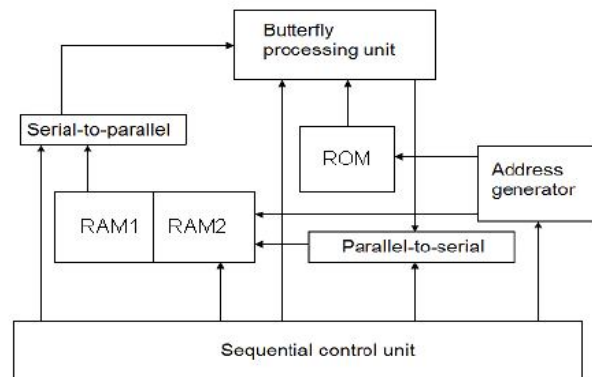 Butterfly
processing unit
Serial-to-parallel
ROM
Address
generator
RAM1
RAM2
Parallel-to-serial
Sequential control unit